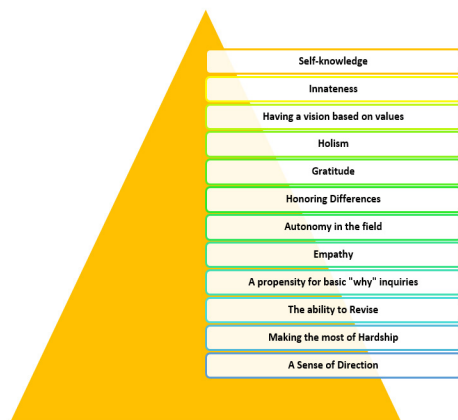 Self-knowledge
Innateness
Having a vision based on values
Holism
Gratitude
Honoring Differences
Autonomy in the field
Empathy
A propensity for basic "why" inquiries
The ability to Revise
Making the most of Hardship
A Sense of Direction